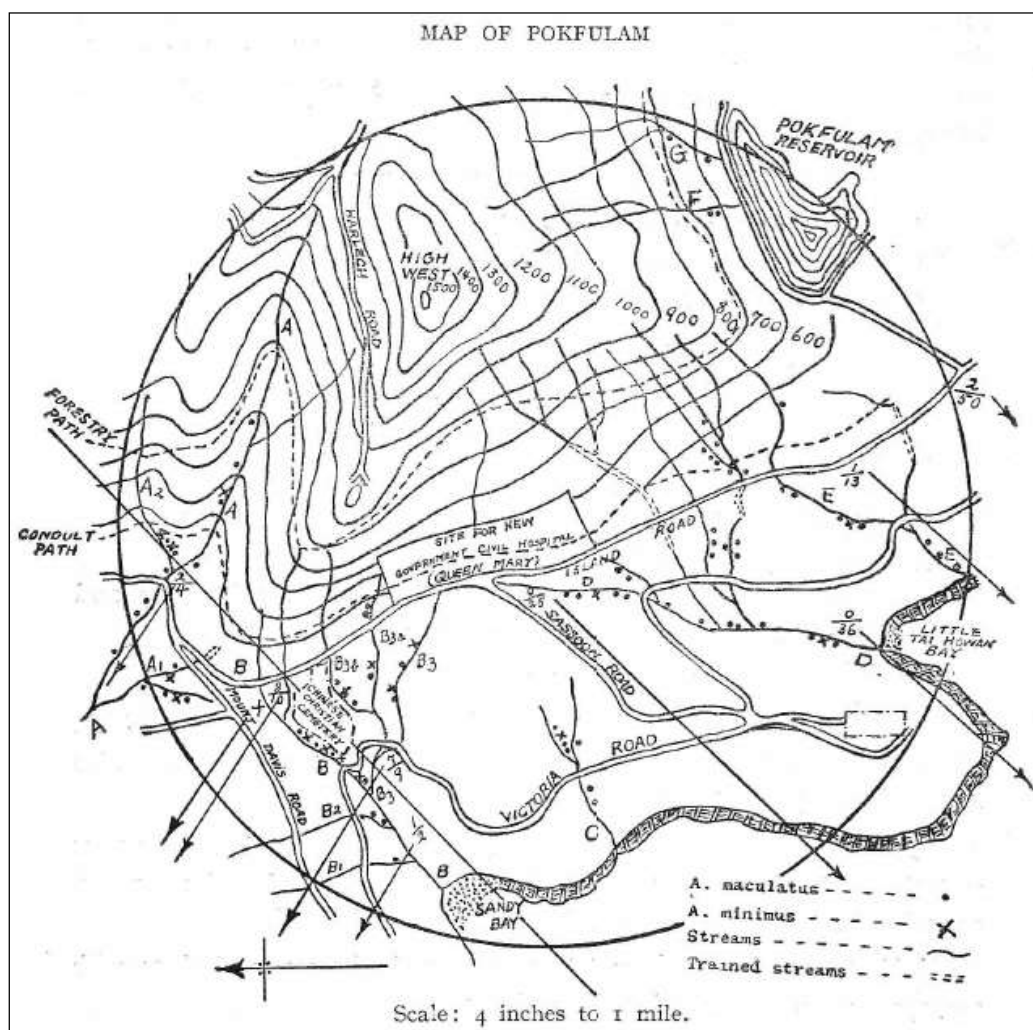 MAP OF POKFULAM
POKFULAM
RESERVOIR
G
F
HARLECH
ROAD
HIGH
WEST
1500
1400
1300
1200
1100
1000
900
800
700
600
A
FORESTRY
PATH
2
50
A2
A
E
1
13
CONDUIT
PATH
SITE FOR NEW
GOVERNMENT CIVIL HOSPITAL
(QUEEN MARY)
ISLAND
ROAD
D
E
A1
B
B3a
B3b
B3
SASSOON ROAD
0
36
D
LITTLE
TAI HOWAN
BAY
A
MOUNT
DAVIS
ROAD
CHINESE
CHRISTIAN
CEMETERY
B
VICTORIA
ROAD
B3
B2
B1
B
C
SANDY
BAY
A. maculatus
A. minimus
Streams
Trained streams
Scale: 4 inches to 1 mile.